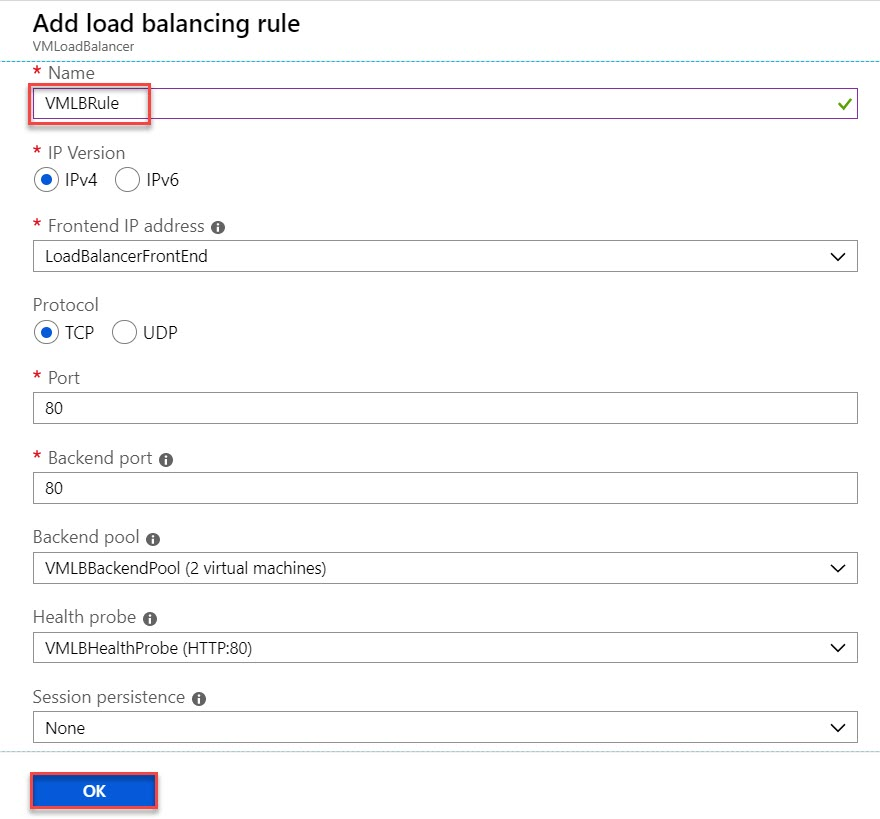 Add load balancing rule
VMLoadBalancer
* Name
VMLBRule
* IP Version
IPv4 IPv6
* Frontend IP address
LoadBalancerFrontEnd
Protocol
TCP UDP
* Port
80
* Backend port
80
Backend pool
VMLBBackendPool (2 virtual machines)
Health probe
VMLBHealthProbe (HTTP:80)
Session persistence
None
OK